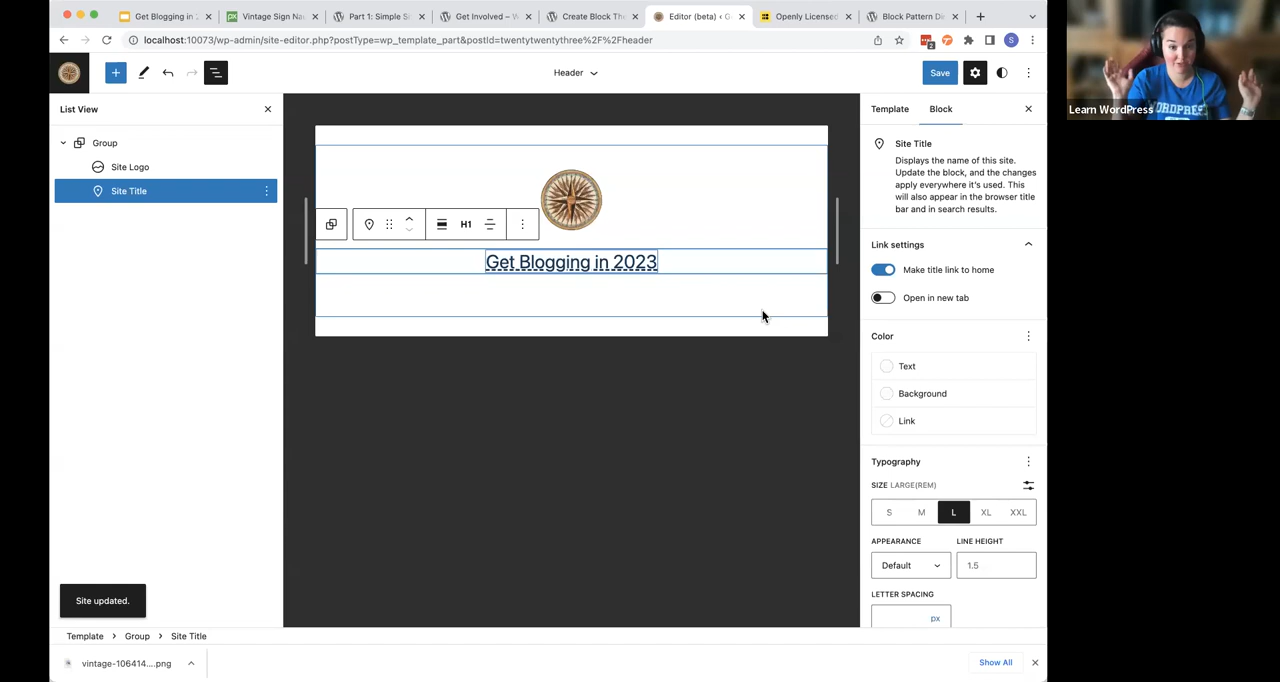 Get Blogging in 2
Vintage Sign Nau
Part 1: Simple S
Get Involved – W
Create Block The
Editor (beta) ‹ G
Openly Licensed
Block Pattern Di
localhost:10073/wp-admin/site-editor.php?postType=wp_template_part&postId=twentytwentythree%2F%2Fheader
2
S
Header
Save
List View
Group
Site Logo
Site Title
H1
Get Blogging in 2023
Template
Block
Site Title
Displays the name of this site.
Update the block, and the changes
apply everywhere it's used. This
will also appear in the browser title
bar and in search results.
Link settings
Make title link to home
Open in new tab
Color
Text
Background
Link
Typography
SIZE LARGE(REM)
S M L XL XXL
APPEARANCE LINE HEIGHT
Default 1.5
LETTER SPACING
px
Site updated.
Template > Group > Site Title
vintage-106414....png
Show All
Learn WordPress
WORDPRESS